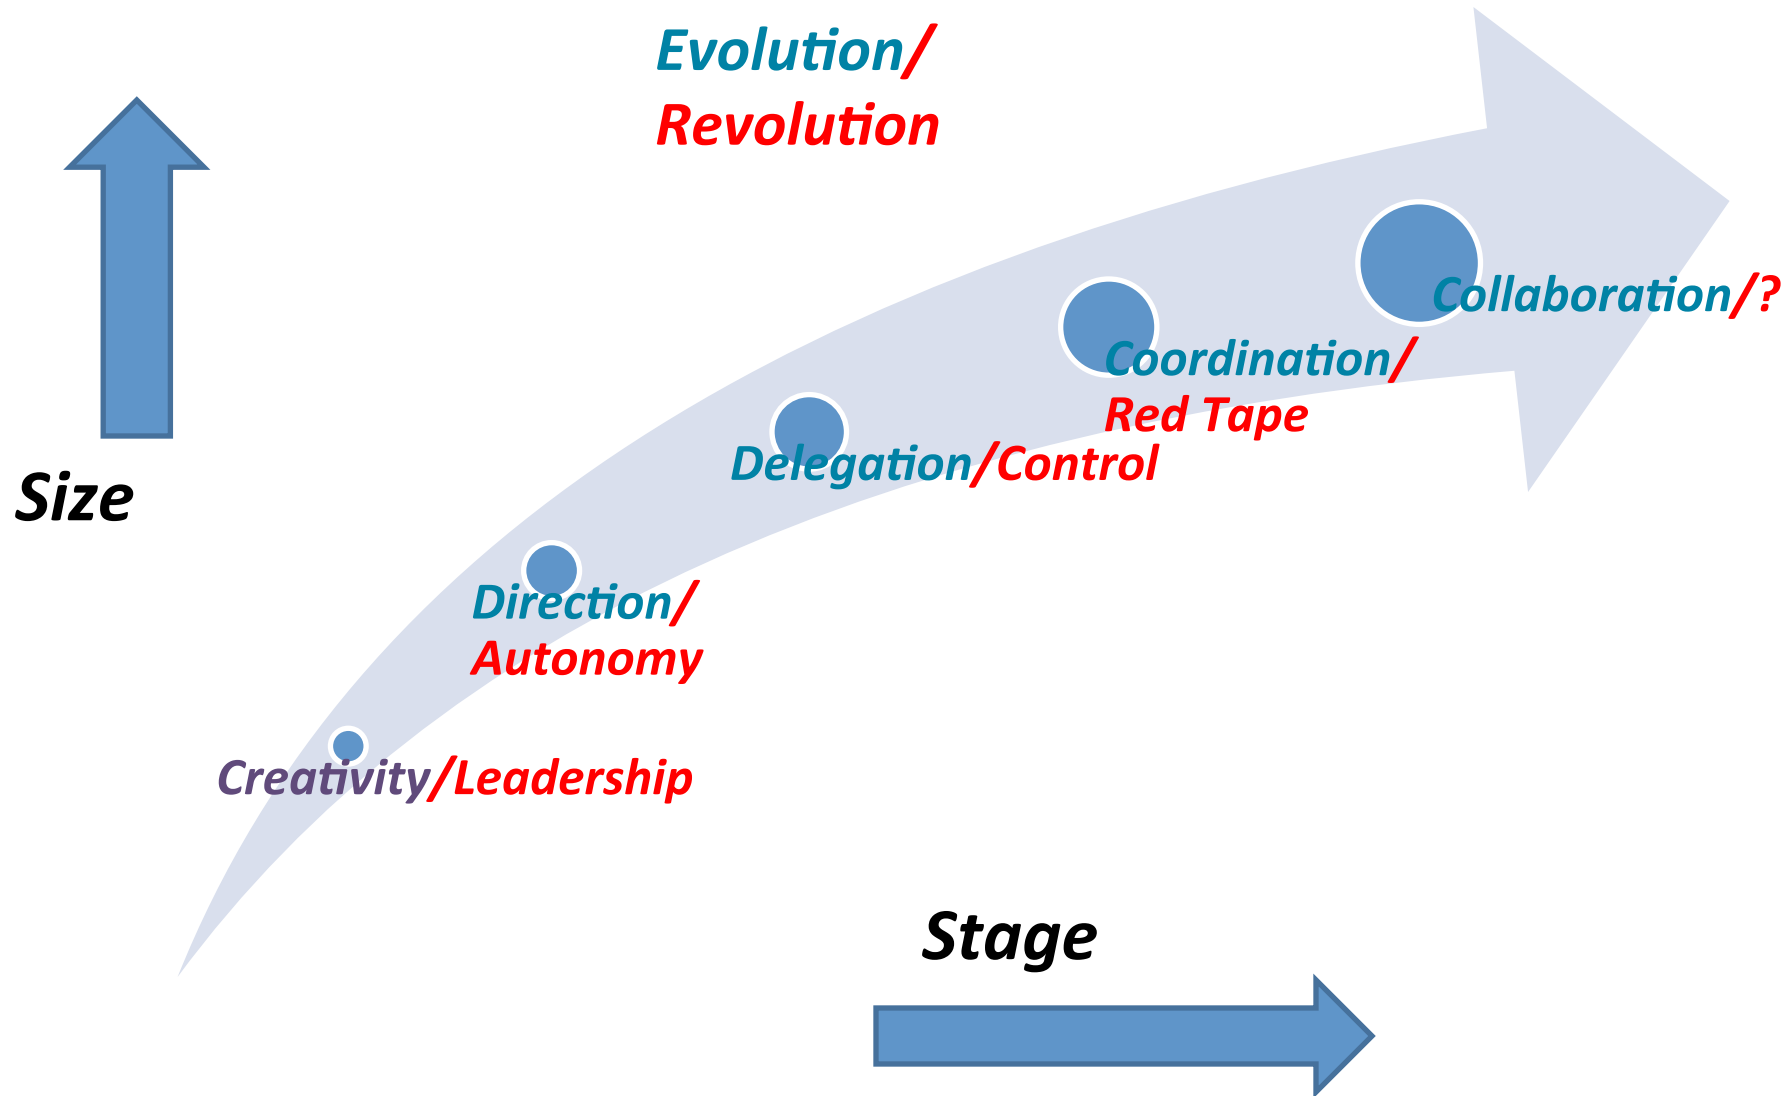 Evolution/
Revolution
Collaboration/?
Coordination/
Red Tape
Delegation/Control
Size
Direction/
Autonomy
Creativity/Leadership
Stage